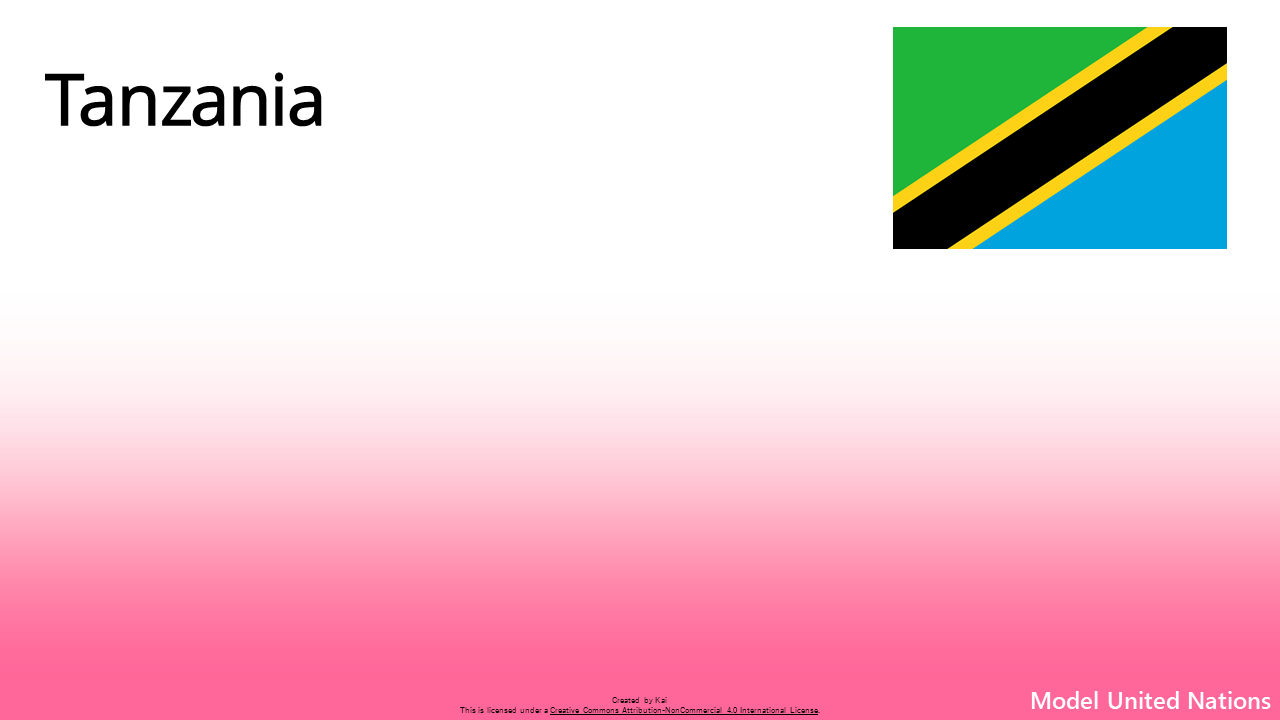 Tanzania
Created by Kai
This is licensed under a Creative Commons Attribution-NonCommercial 4.0 International License.
Model United Nations